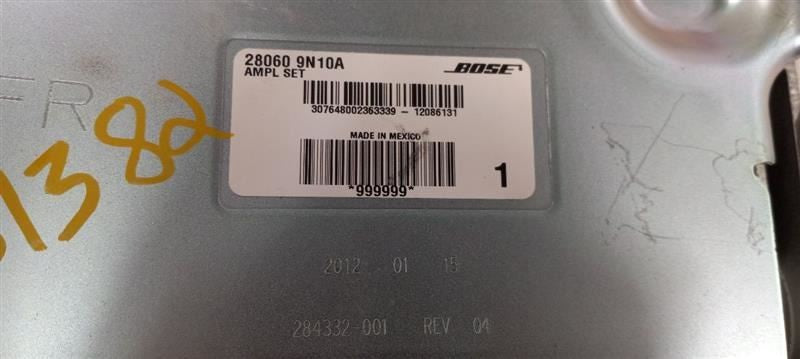 28060 9N10A
BOSE
AMPL SET
307648002363339 - 12086131
MADE IN MEXICO
*999999*
1
FR
1382
2012 01 15
284332-001 REV 04